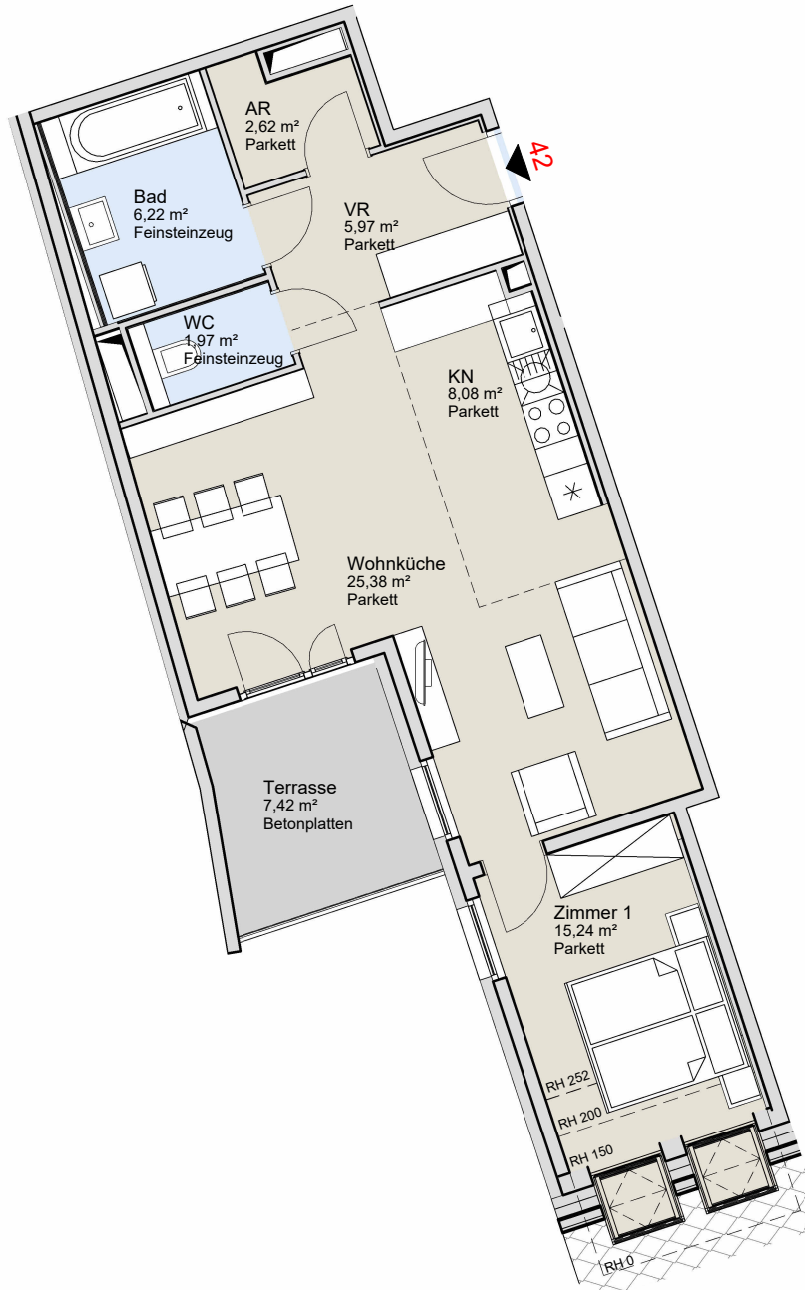 AR
2,62 m²
Parkett
42
Bad
6,22 m²
Feinsteinzeug
VR
5,97 m²
Parkett
WC
1,97 m²
Feinsteinzeug
KN
8,08 m²
Parkett
Wohnküche
25,38 m²
Parkett
Terrasse
7,42 m²
Betonplatten
Zimmer 1
15,24 m²
Parkett
RH 252
RH 200
RH 150
RH 0